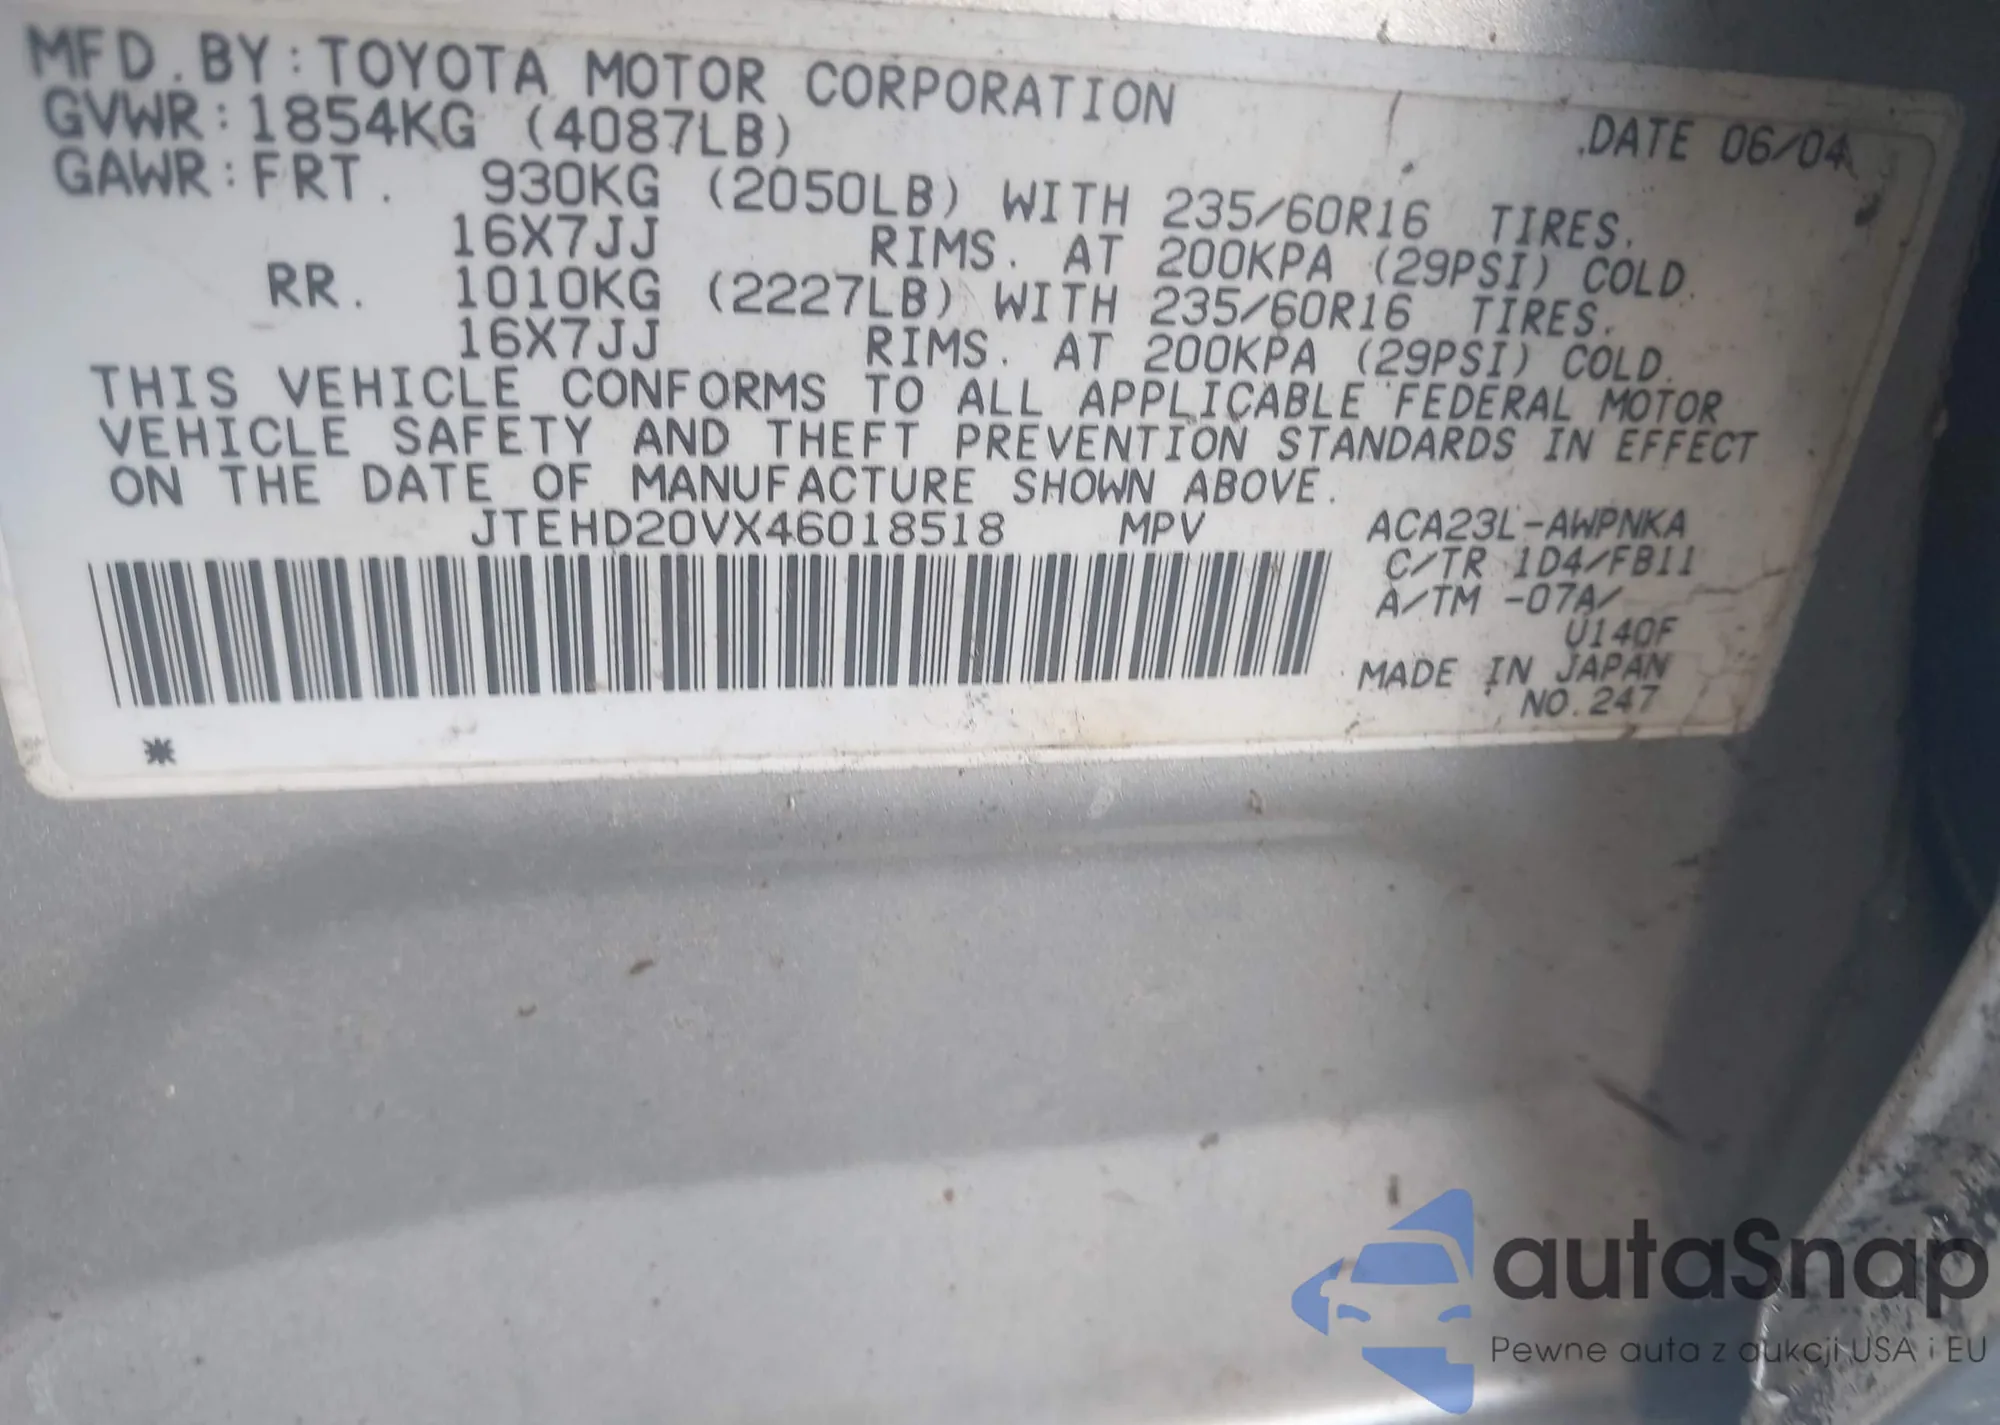 MFD. BY: TOYOTA MOTOR CORPORATION
GVWR: 1854KG (4087LB) DATE 06/04
GAWR: FRT. 930KG (2050LB) WITH 235/60R16 TIRES.
16X7JJ RIMS. AT 200KPA (29PSI) COLD.
RR. 1010KG (2227LB) WITH 235/60R16 TIRES.
16X7JJ RIMS. AT 200KPA (29PSI) COLD.
THIS VEHICLE CONFORMS TO ALL APPLICABLE FEDERAL MOTOR
VEHICLE SAFETY AND THEFT PREVENTION STANDARDS IN EFFECT
ON THE DATE OF MANUFACTURE SHOWN ABOVE.
JTEHD20VX46018518 MPV ACA23L-AWPNKA
C/TR 1D4/FB11
A/TM -07A/
U140F
MADE IN JAPAN
NO.247
*
autaSnap
Pewne auta z aukcji USA i EU